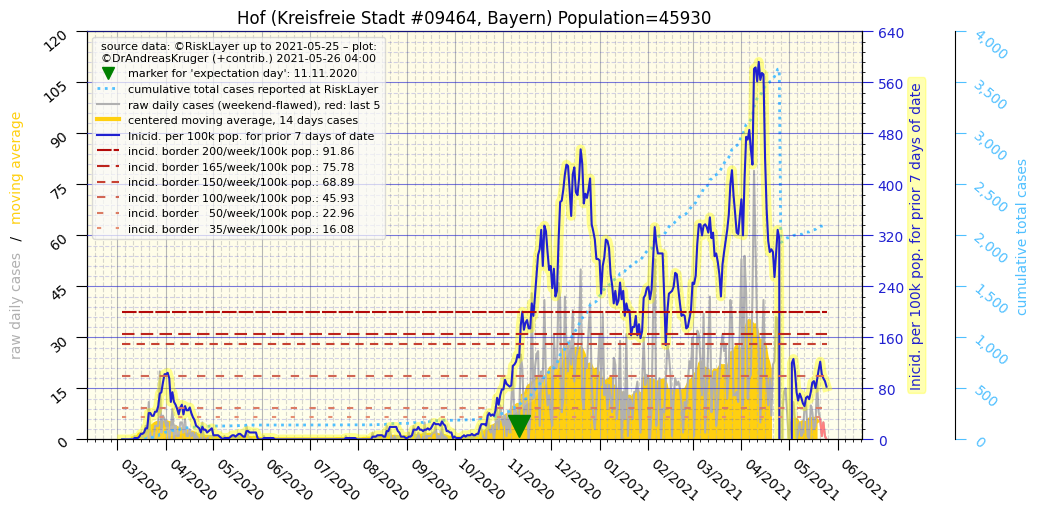 Hof (Kreisfreie Stadt #09464, Bayern) Population=45930
source data: ©RiskLayer up to 2021-05-25 – plot:
©DrAndreasKruger (+contrib.) 2021-05-26 04:00
marker for 'expectation day': 11.11.2020
cumulative total cases reported at RiskLayer
raw daily cases (weekend-flawed), red: last 5
centered moving average, 14 days cases
Inicid. per 100k pop. for prior 7 days of date
incid. border 200/week/100k pop.: 91.86
incid. border 165/week/100k pop.: 75.78
incid. border 150/week/100k pop.: 68.89
incid. border 100/week/100k pop.: 45.93
incid. border   50/week/100k pop.: 22.96
incid. border   35/week/100k pop.: 16.08
raw daily cases / moving average
120
105
90
75
60
45
30
15
0
03/2020
04/2020
05/2020
06/2020
07/2020
08/2020
09/2020
10/2020
11/2020
12/2020
01/2021
02/2021
03/2021
04/2021
05/2021
06/2021
640
560
480
400
320
240
160
80
0
Inicid. per 100k pop. for prior 7 days of date
4,000
3,500
3,000
2,500
2,000
1,500
1,000
500
0
cumulative total cases